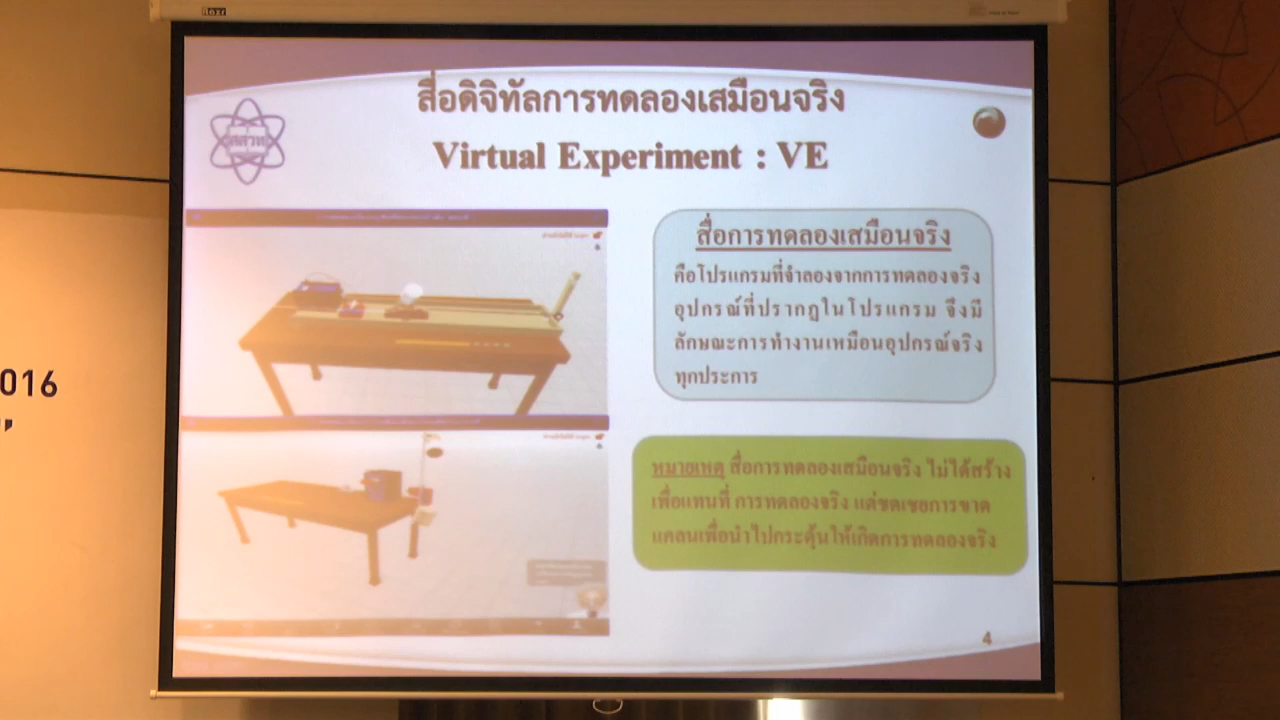 สื่อดิจิทัลการทดลองเสมือนจริง
สสวท
Virtual Experiment : VE
สื่อการทดลองเสมือนจริง
คือโปรแกรมที่จำลองจากการทดลองจริง
อุปกรณ์ที่ปรากฏในโปรแกรม จึงมี
ลักษณะการทำงานเหมือนอุปกรณ์จริง
ทุกประการ
หมายเหตุ สื่อการทดลองเสมือนจริง ไม่ได้สร้าง
เพื่อแทนที่ การทดลองจริง แต่ชดเชยการขาด
แคลนเพื่อนำไปกระตุ้นให้เกิดการทดลองจริง
4
016
"